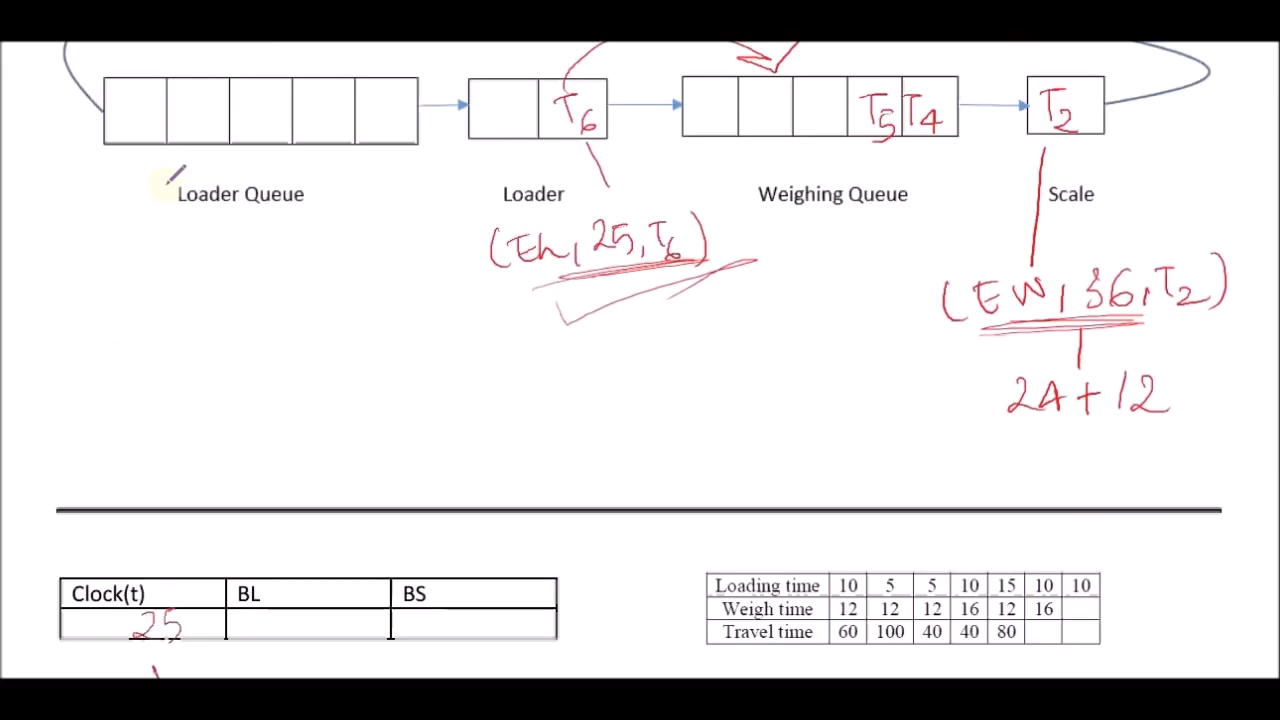 T6 T5 T4 T2
Loader Queue Loader Weighing Queue Scale
(EL, 25, T6)
(EW, 36, T2)
24 + 12
Clock(t) BL BS
25
Loading time 10 5 5 10 15 10 10
Weigh time 12 12 12 16 12 16
Travel time 60 100 40 40 80